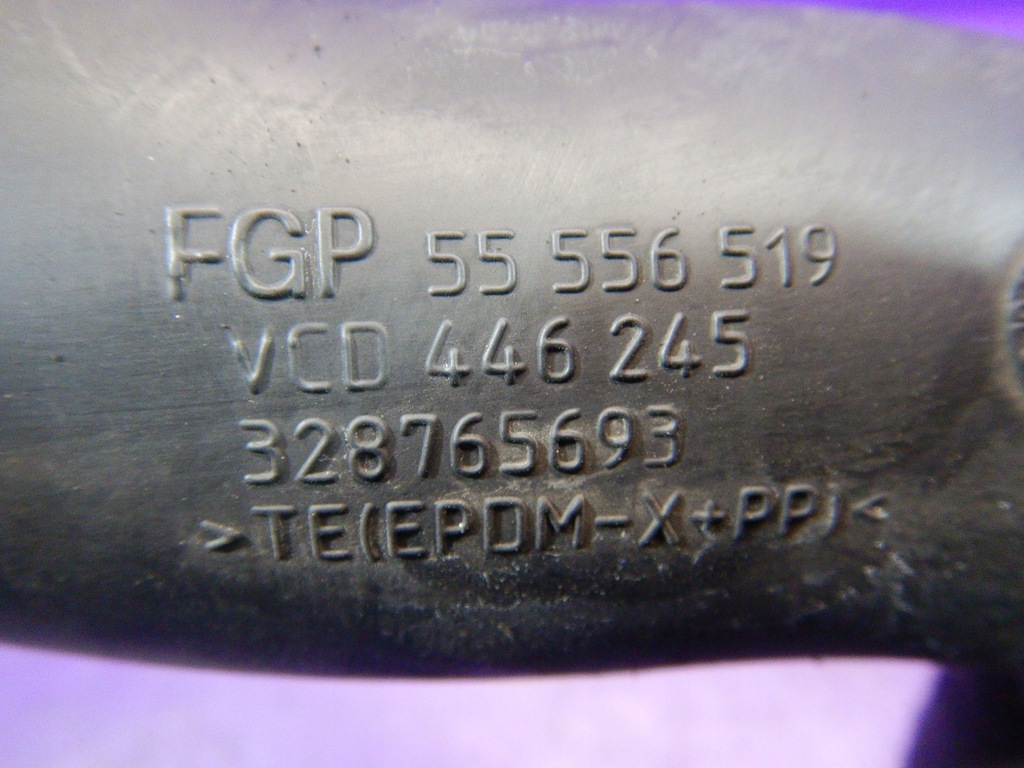 FGP 55 556 519
VCD 446 245
328765693
>TE(EPDM-X+PP)<